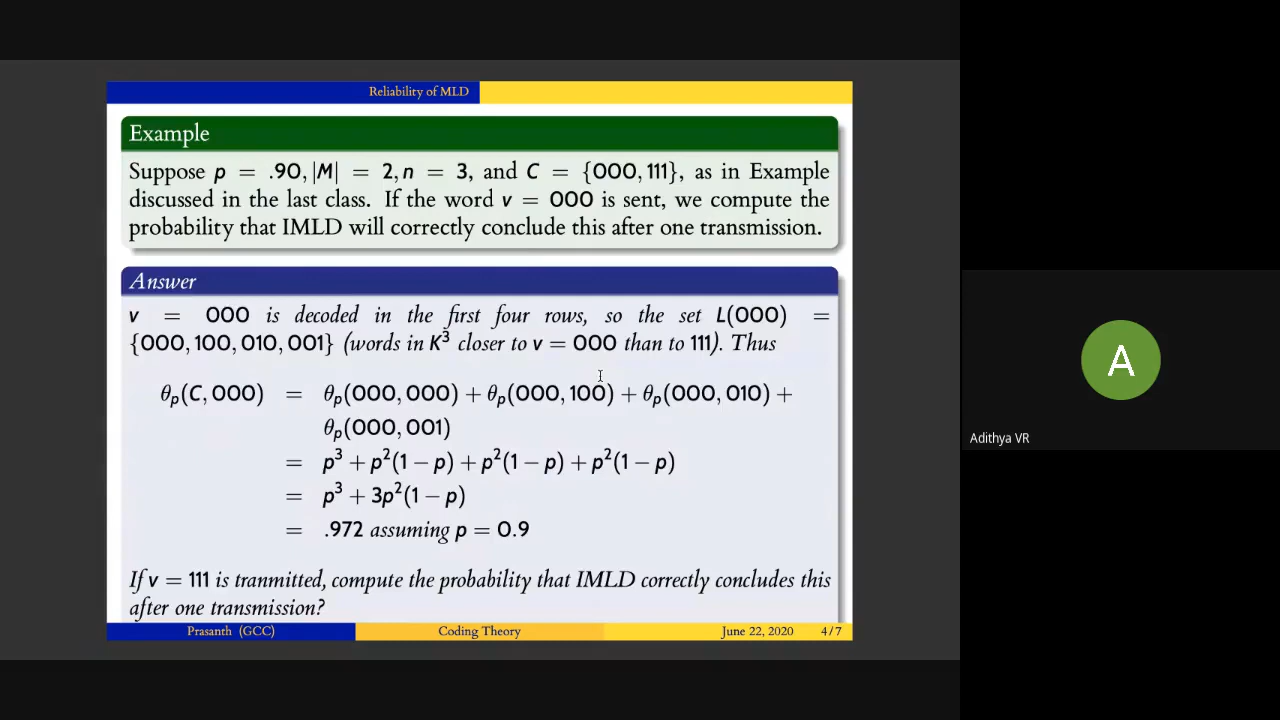 Reliability of MLD
Example
Suppose p = .90, |M| = 2, n = 3, and C = {000, 111}, as in Example
discussed in the last class. If the word v = 000 is sent, we compute the
probability that IMLD will correctly conclude this after one transmission.
Answer
v = 000 is decoded in the first four rows, so the set L(000) =
{000, 100, 010, 001} (words in K³ closer to v = 000 than to 111). Thus
θₚ(C, 000) = θₚ(000, 000) + θₚ(000, 100) + θₚ(000, 010) +
θₚ(000, 001)
= p³ + p²(1 − p) + p²(1 − p) + p²(1 − p)
= p³ + 3p²(1 − p)
= .972 assuming p = 0.9
If v = 111 is tranmitted, compute the probability that IMLD correctly concludes this
after one transmission?
Prasanth (GCC) Coding Theory June 22, 2020 4/7
A
Adithya VR